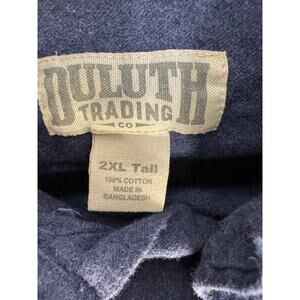 DULUTH
TRADING
CO
2XL Tall
100% COTTON
MADE IN
BANGLADESH